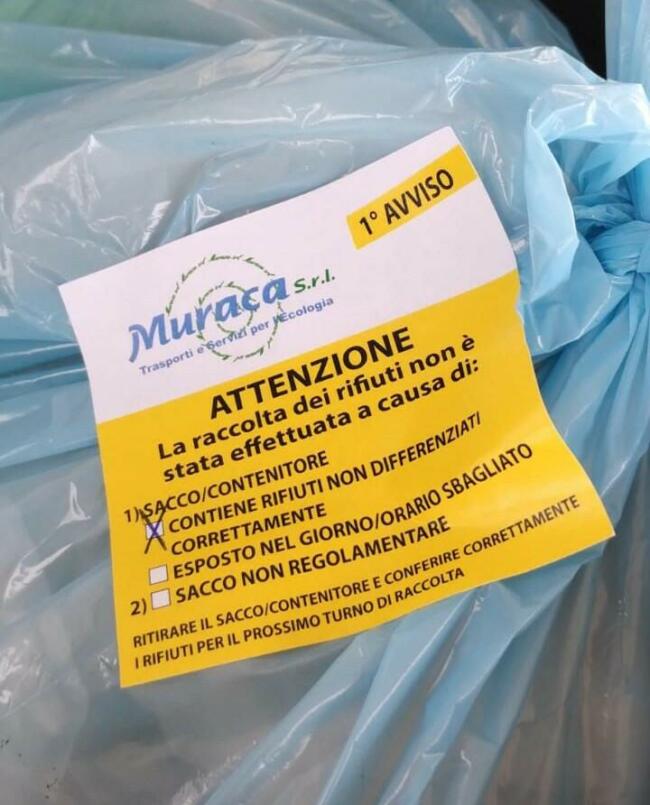 1° AVVISO
Muraca S.r.l.
Trasporti e Servizi per l'Ecologia
ATTENZIONE
La raccolta dei rifiuti non è
stata effettuata a causa di:
1) SACCO/CONTENITORE
CONTIENE RIFIUTI NON DIFFERENZIATI
CORRETTAMENTE
ESPOSTO NEL GIORNO/ORARIO SBAGLIATO
2) SACCO NON REGOLAMENTARE
RITIRARE IL SACCO/CONTENITORE E CONFERIRE CORRETTAMENTE
I RIFIUTI PER IL PROSSIMO TURNO DI RACCOLTA